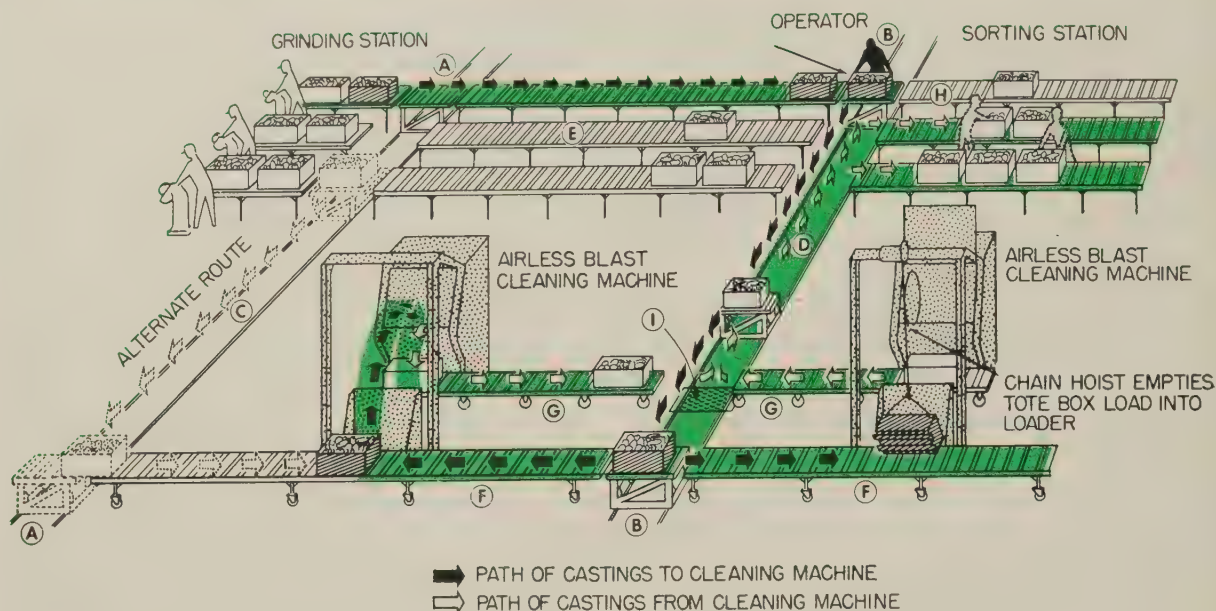 OPERATOR
B
GRINDING STATION
A
SORTING STATION
H
E
D
AIRLESS BLAST
CLEANING MACHINE
AIRLESS BLAST
CLEANING MACHINE
ALTERNATE ROUTE
C
I
G
G
CHAIN HOIST EMPTIES
TOTE BOX LOAD INTO
LOADER
F
F
A
B
PATH OF CASTINGS TO CLEANING MACHINE
PATH OF CASTINGS FROM CLEANING MACHINE